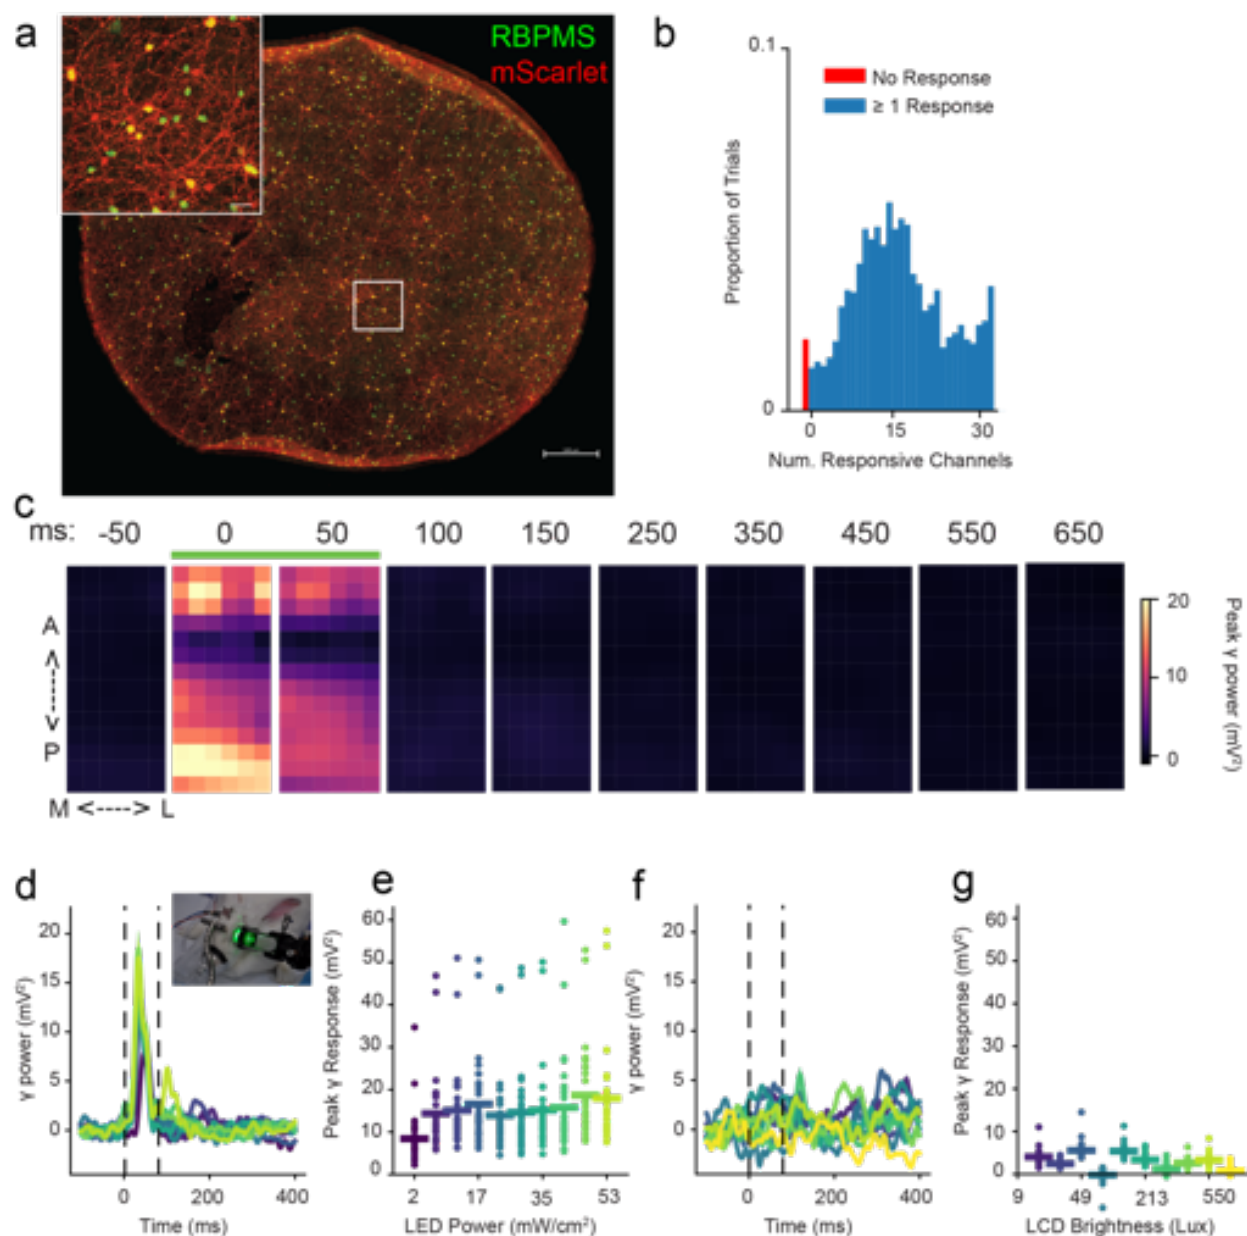 a
RBPMS
mScarlet
b
0.1
No Response
≥ 1 Response
Proportion of Trials
0
0 15 30
Num. Responsive Channels
c
ms: -50 0 50 100 150 250 350 450 550 650
A
<----->
P
M <----> L
20
10
0
Peak γ power (mV²)
d
20
15
10
5
0
γ power (mV²)
0 200 400
Time (ms)
e
60
50
40
30
20
10
0
Peak γ Response (mV²)
2 17 35 53
LED Power (mW/cm²)
f
20
15
10
5
0
γ power (mV²)
0 200 400
Time (ms)
g
60
50
40
30
20
10
0
Peak γ Response (mV²)
9 49 213 550
LCD Brightness (Lux)